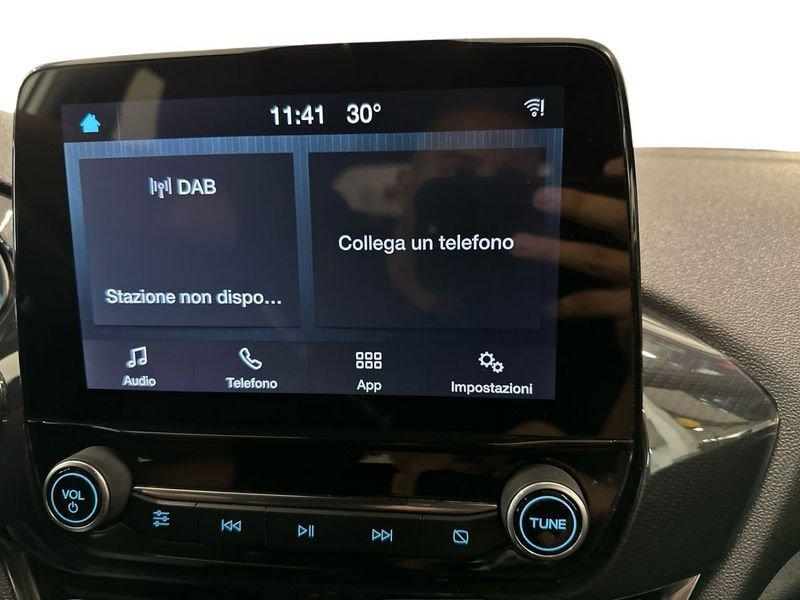 11:41 30°
DAB
Collega un telefono
Stazione non dispo...
Audio
Telefono
App
Impostazioni
VOL
TUNE